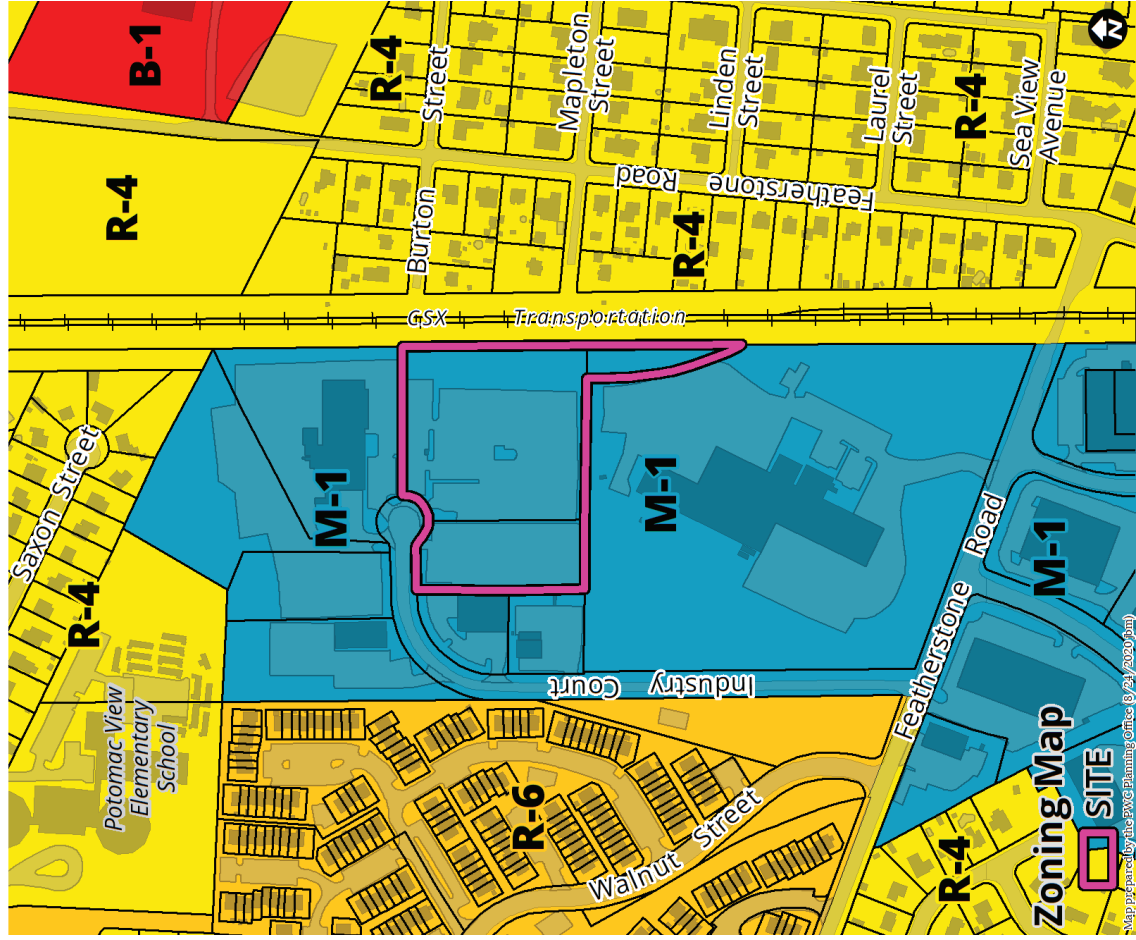 Saxon Street
R-4
Potomac View
Elementary
School
R-4
B-1
M-1
R-4
Burton
Street
CSX Transportation
R-6
Industry Court
Walnut Street
M-1
Mapleton
Street
Featherstone Road
R-4
Linden
Street
Laurel
Street
Featherstone Road
R-4
M-1
R-4
Sea View
Avenue
N
Zoning Map
SITE
Map prepared by the PWC Planning Office (8/24/2020